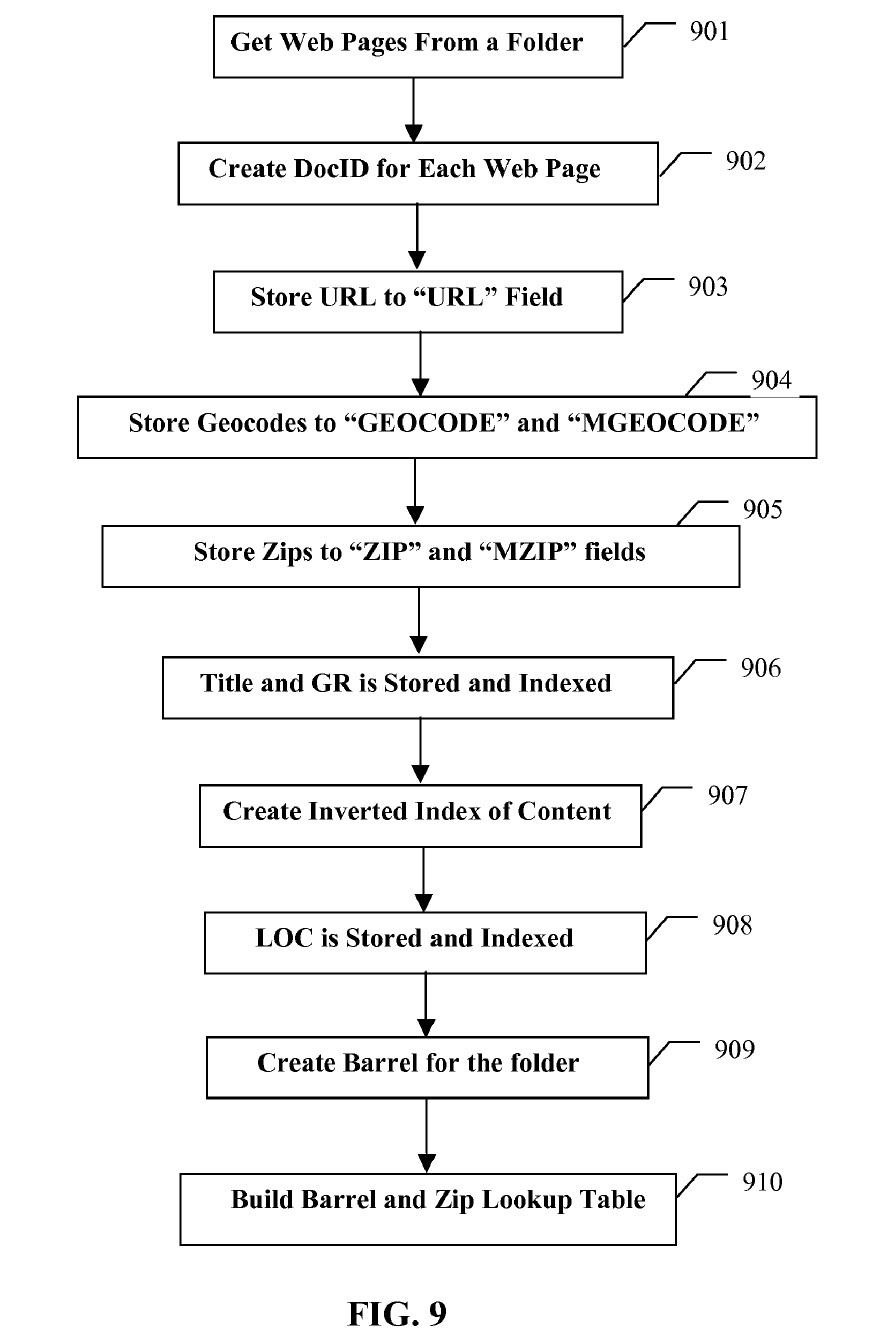 Get Web Pages From a Folder
901
Create DocID for Each Web Page
902
Store URL to “URL” Field
903
Store Geocodes to “GEOCODE” and “MGEOCODE”
904
Store Zips to “ZIP” and “MZIP” fields
905
Title and GR is Stored and Indexed
906
Create Inverted Index of Content
907
LOC is Stored and Indexed
908
Create Barrel for the folder
909
Build Barrel and Zip Lookup Table
910
FIG. 9